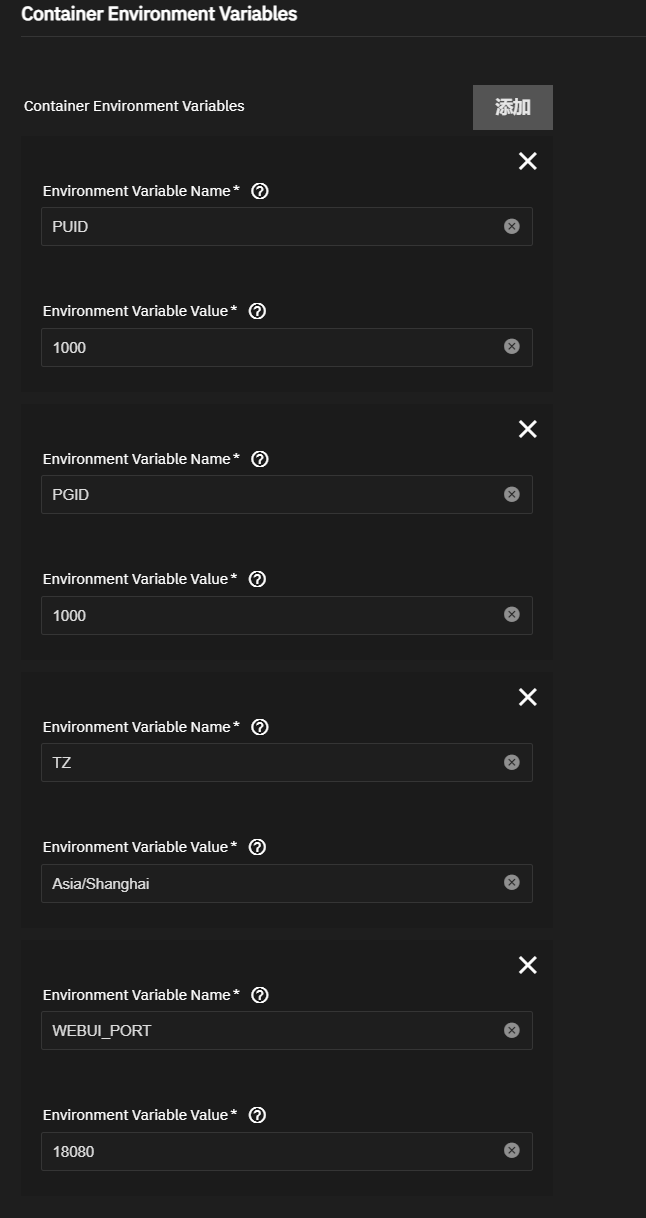 Container Environment Variables
Container Environment Variables
添加
Environment Variable Name*
PUID
Environment Variable Value*
1000
Environment Variable Name*
PGID
Environment Variable Value*
1000
Environment Variable Name*
TZ
Environment Variable Value*
Asia/Shanghai
Environment Variable Name*
WEBUI_PORT
Environment Variable Value*
18080